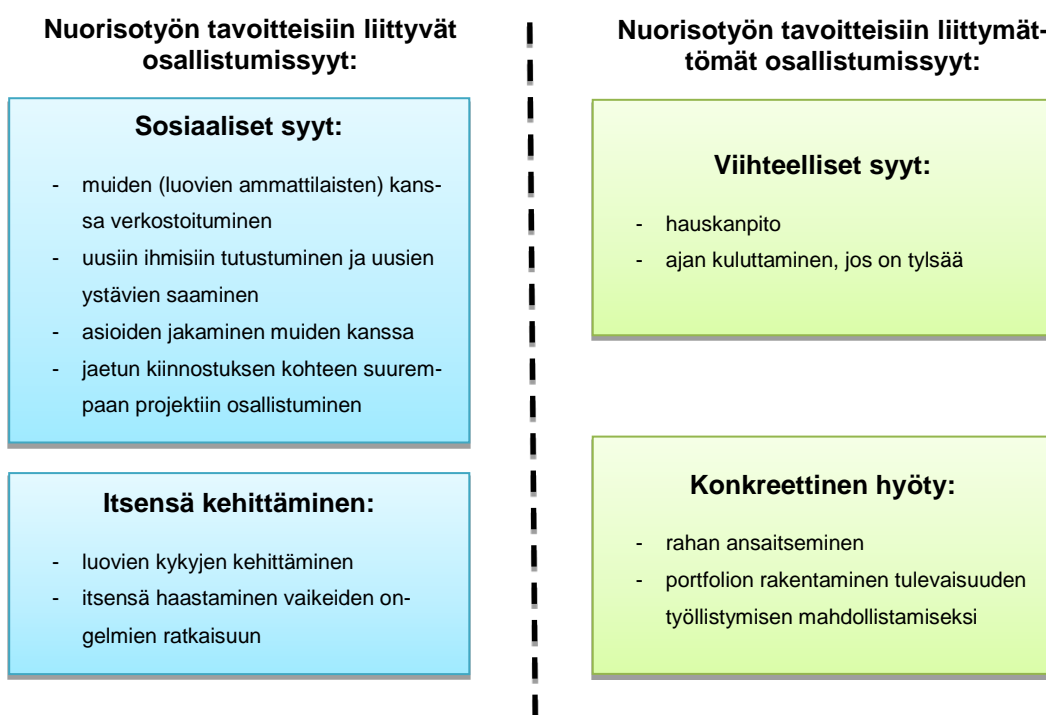 Nuorisotyön tavoitteisiin liittyvät
osallistumissyyt:
Sosiaaliset syyt:
- muiden (luovien ammattilaisten) kans-
ssa verkostoituminen
- uusiin ihmisiin tutustuminen ja uusien
ystävien saaminen
- asioiden jakaminen muiden kanssa
- jaetun kiinnostuksen kohteen suurem-
paan projektiin osallistuminen
Itsensä kehittäminen:
- luovien kykyjen kehittäminen
- itsensä haastaminen vaikeiden on-
gelmien ratkaisuun
Nuorisotyön tavoitteisiin liittymät-
tömät osallistumissyyt:
Viihteelliset syyt:
- hauskanpito
- ajan kuluttaminen, jos on tylsää
Konkreettinen hyöty:
- rahan ansaitseminen
- portfolion rakentaminen tulevaisuuden
työllistymisen mahdollistamiseksi